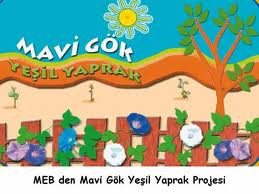 MAVİ GÖK
YEŞİL YAPRAK
MEB den Mavi Gök Yeşil Yaprak Projesi